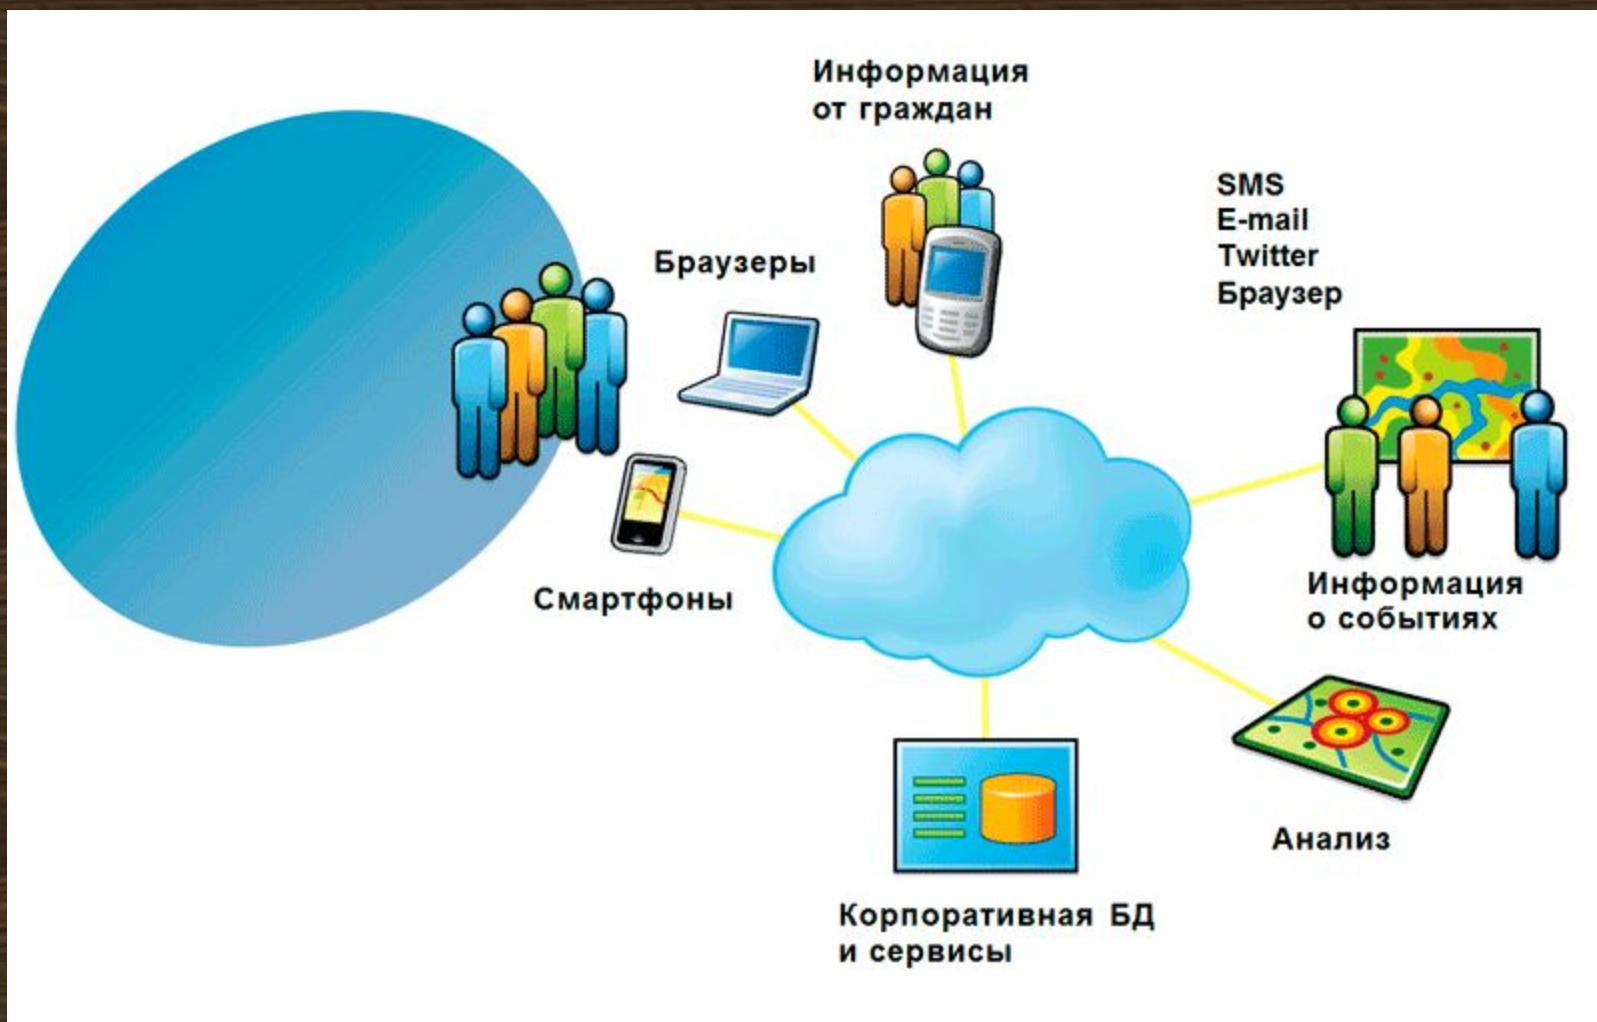 Информация
от граждан
SMS
E-mail
Twitter
Браузер
Браузеры
Смартфоны
Информация
о событиях
Анализ
Корпоративная БД
и сервисы